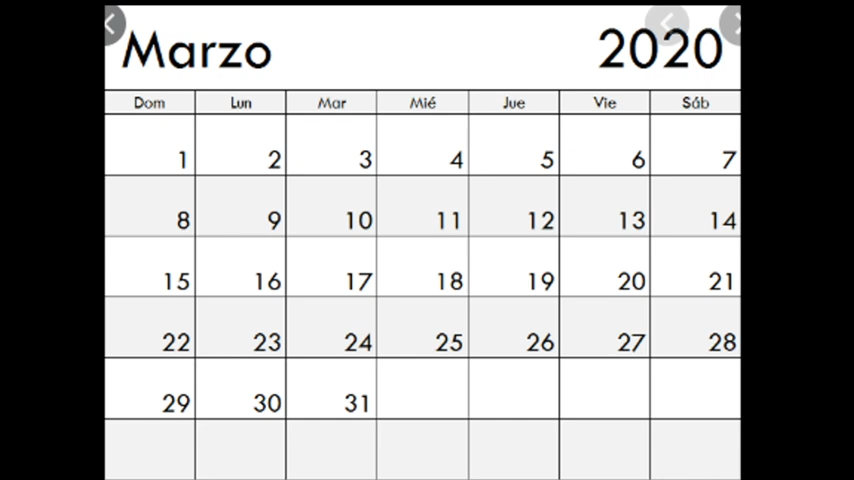 Marzo 2020
Dom Lun Mar Mié Jue Vie Sáb
1 2 3 4 5 6 7
8 9 10 11 12 13 14
15 16 17 18 19 20 21
22 23 24 25 26 27 28
29 30 31